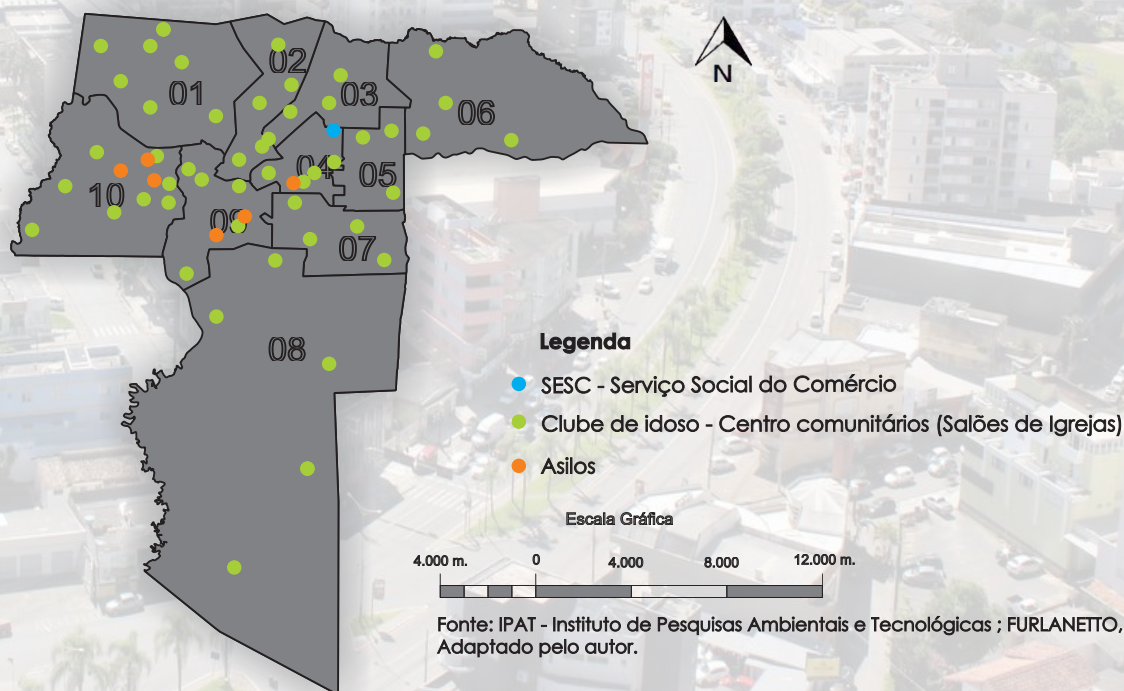 N
02
01
03
06
04
05
10
09
07
08
Legenda
SESC - Serviço Social do Comércio
Clube de idoso - Centro comunitários (Salões de Igrejas)
Asilos
Escala Gráfica
4.000 m. 0 4.000 8.000 12.000 m.
Fonte: IPAT - Instituto de Pesquisas Ambientais e Tecnológicas ; FURLANETTO,
Adaptado pelo autor.